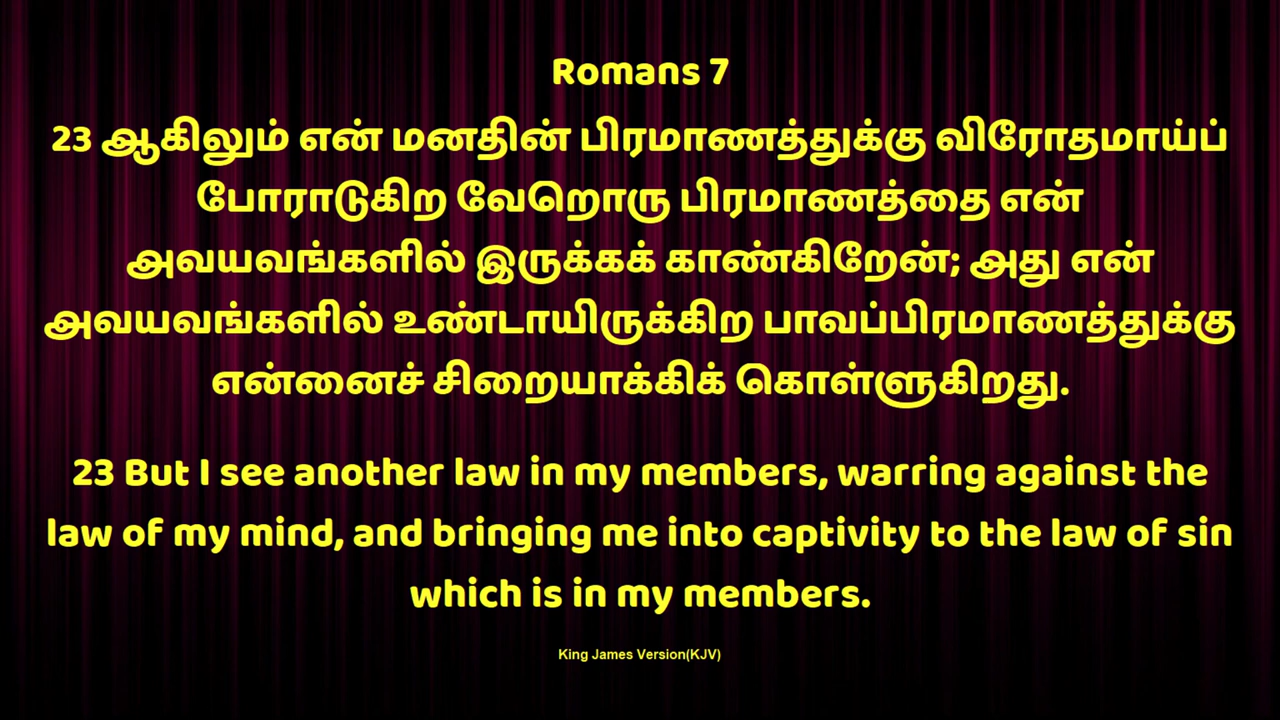 Romans 7
23 ஆகிலும் என் மனதின் பிரமாணத்துக்கு விரோதமாய்ப்
போராடுகிற வேறொரு பிரமாணத்தை என்
அவயவங்களில் இருக்கக் காண்கிறேன்; அது என்
அவயவங்களில் உண்டாயிருக்கிற பாவப்பிரமாணத்துக்கு
என்னைச் சிறையாக்கிக் கொள்ளுகிறது.
23 But I see another law in my members, warring against the
law of my mind, and bringing me into captivity to the law of sin
which is in my members.
King James Version(KJV)